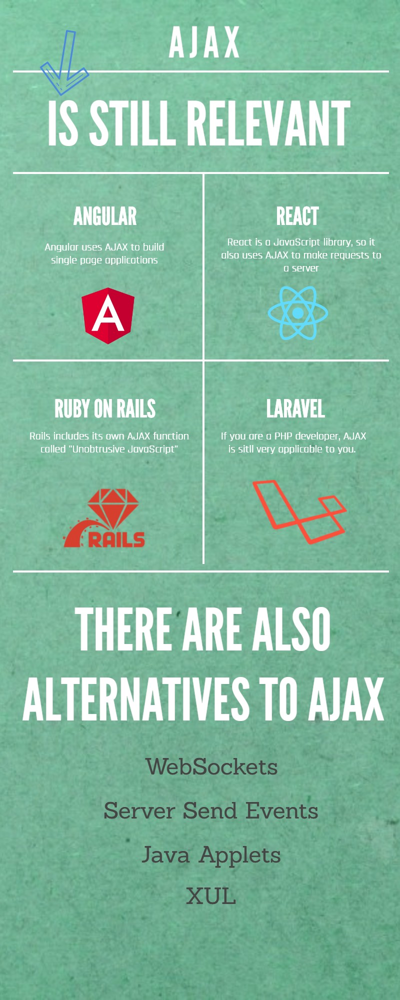 AJAX
IS STILL RELEVANT
ANGULAR
Angular uses AJAX to build
single page applications
REACT
React is a JavaScript library, so it
also uses AJAX to make requests to
a server
RUBY ON RAILS
Rails includes its own AJAX function
called "Unobtrusive JavaScript"
RAILS
LARAVEL
If you are a PHP developer, AJAX
is sitll very applicable to you.
THERE ARE ALSO
ALTERNATIVES TO AJAX
WebSockets
Server Send Events
Java Applets
XUL